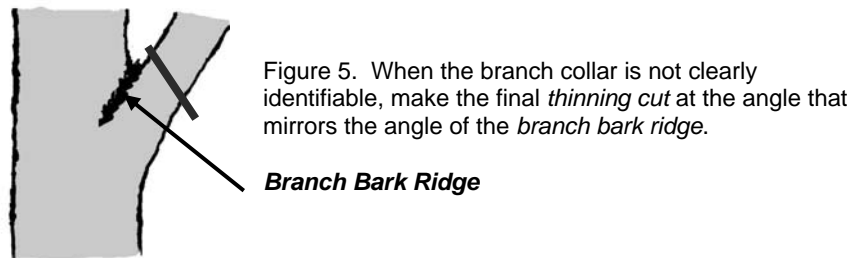 Figure 5.  When the branch collar is not clearly
identifiable, make the final thinning cut at the angle that
mirrors the angle of the branch bark ridge.
Branch Bark Ridge